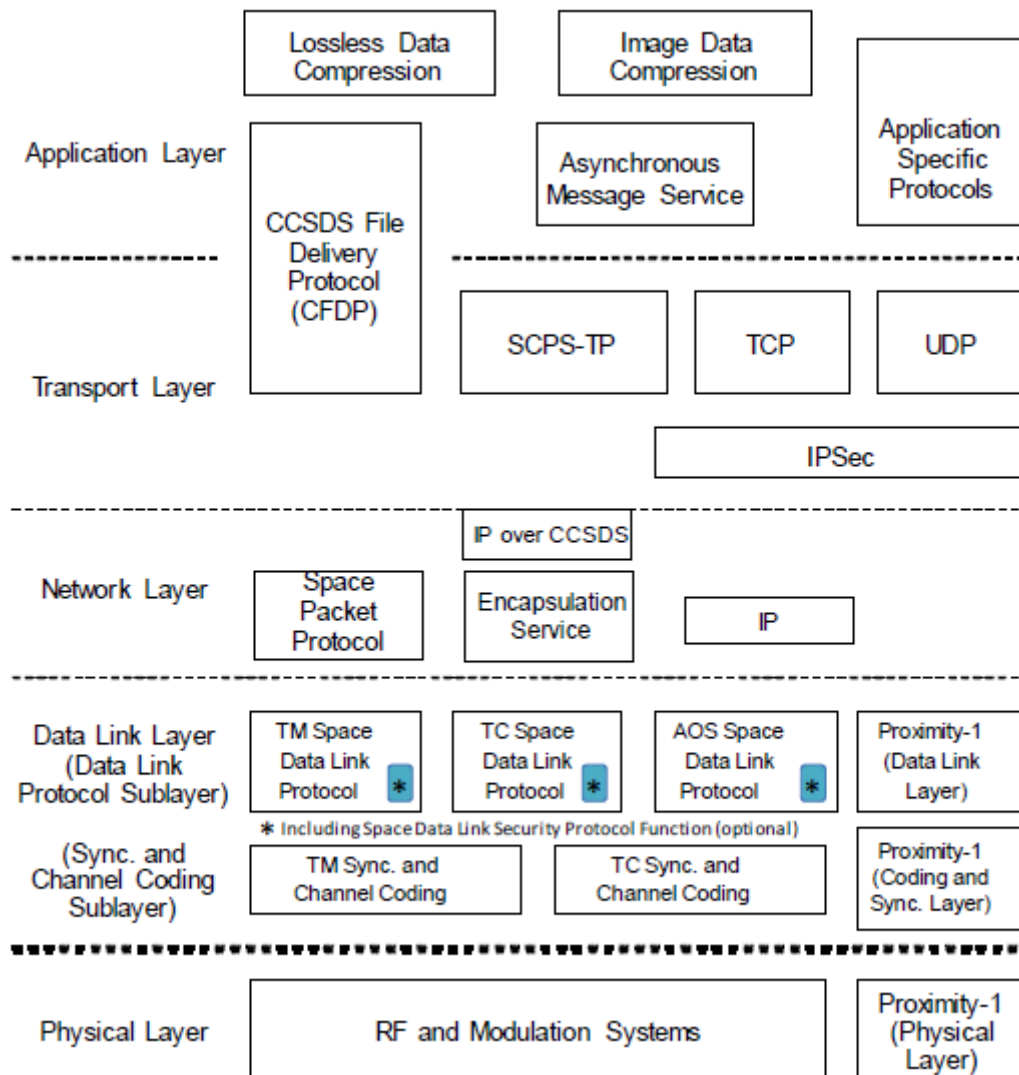 Lossless Data
Compression
Image Data
Compression
Application Layer
CCSDS File
Delivery
Protocol
(CFDP)
Asynchronous
Message Service
Application
Specific
Protocols
Transport Layer
SCPS-TP
TCP
UDP
IPSec
Network Layer
IP over CCSDS
Space
Packet
Protocol
Encapsulation
Service
IP
Data Link Layer
(Data Link
Protocol Sublayer)
TM Space
Data Link
Protocol *
TC Space
Data Link
Protocol *
AOS Space
Data Link
Protocol *
Proximity-1
(Data Link
Layer)
* Including Space Data Link Security Protocol Function (optional)
(Sync. and
Channel Coding
Sublayer)
TM Sync. and
Channel Coding
TC Sync. and
Channel Coding
Proximity-1
(Coding and
Sync. Layer)
Physical Layer
RF and Modulation Systems
Proximity-1
(Physical
Layer)